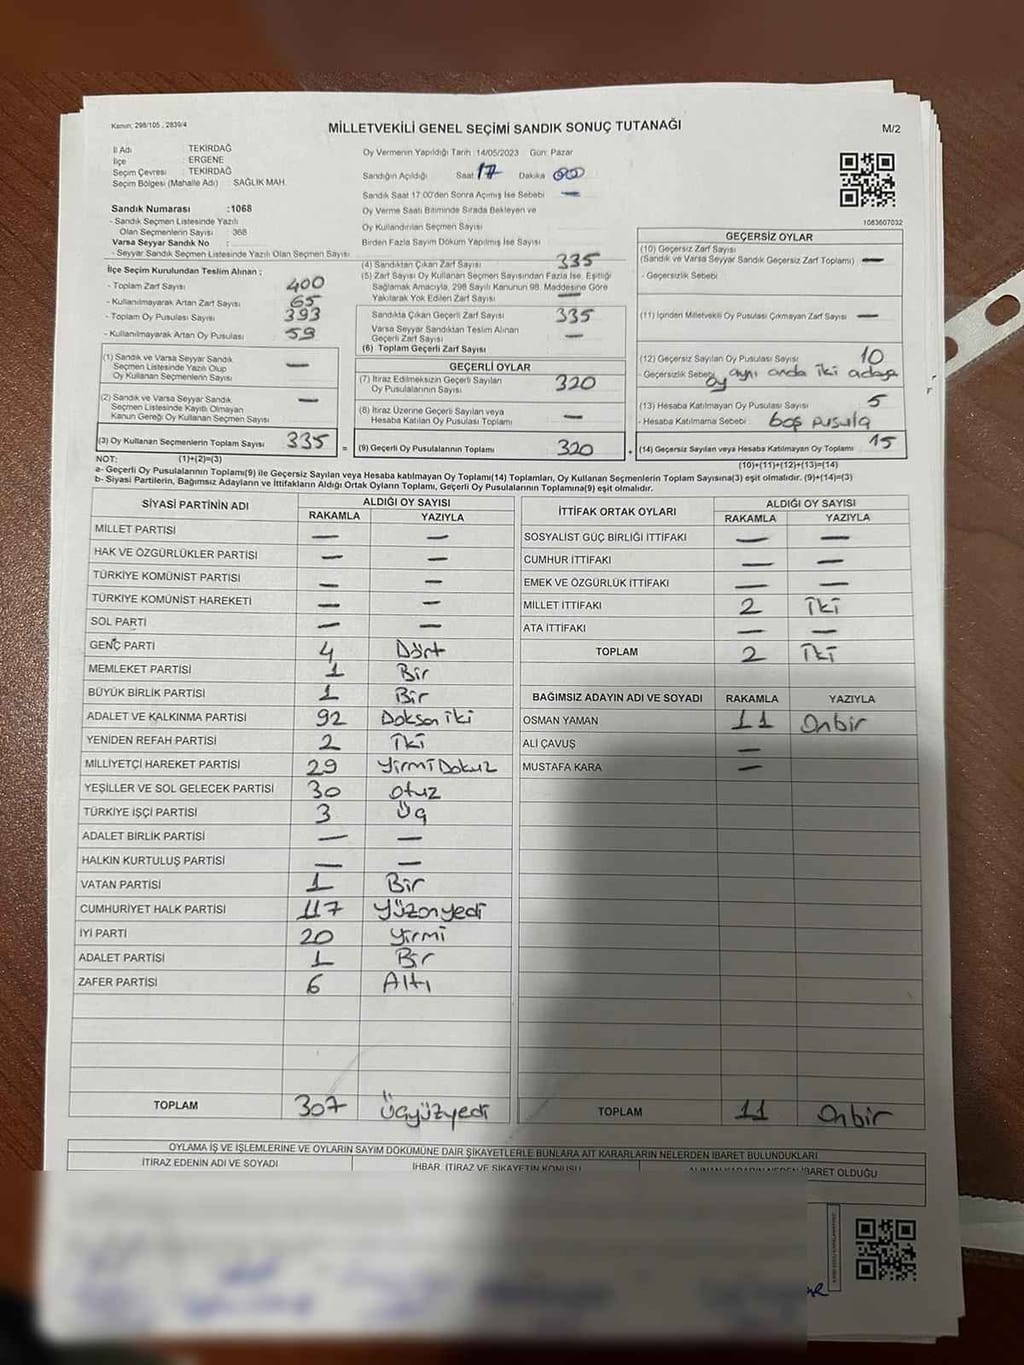 Kanun, 298/105 , 2839/4
MİLLETVEKİLİ GENEL SEÇİMİ SANDIK SONUÇ TUTANAĞI
M/2
İl Adı TEKİRDAĞ
İlçe ERGENE
Seçim Çevresi : TEKİRDAĞ
Seçim Bölgesi (Mahalle Adı) SAĞLIK MAH.
Sandık Numarası :1068
- Sandık Seçmen Listesinde Yazılı
Olan Seçmenlerin Sayısı : 368
Varsa Seyyar Sandık No :
- Seyyar Sandık Seçmen Listesinde Yazılı Olan Seçmen Sayısı
Oy Vermenin Yapıldığı Tarih :14/05/2023 Gün: Pazar
Sandığın Açıldığı Saat 17 Dakika 00
Sandık Saat 17.00'den Sonra Açılmış İse Sebebi —
Oy Verme Saati Bitiminde Sırada Bekleyen ve
Oy Kullandırılan Seçmen Sayısı
Birden Fazla Sayım Döküm Yapılmış İse Sayısı
1083607032
İlçe Seçim Kurulundan Teslim Alınan ;
- Toplam Zarf Sayısı 400
- Kullanılmayarak Artan Zarf Sayısı 65
- Toplam Oy Pusulası Sayısı 393
- Kullanılmayarak Artan Oy Pusulası 59
(1) Sandık ve Varsa Seyyar Sandık
Seçmen Listesinde Yazılı Olup
Oy Kullanan Seçmenlerin Sayısı —
(2) Sandık ve Varsa Seyyar Sandık
Seçmen Listesinde Kayıtlı Olmayan
Kanun Gereği Oy Kullanan Seçmen Sayısı —
(3) Oy Kullanan Seçmenlerin Toplam Sayısı 335 =
(4) Sandıktan Çıkan Zarf Sayısı 335
(5) Zarf Sayısı Oy Kullanan Seçmen Sayısından Fazla İse, Eşitliği
Sağlamak Amacıyla, 298 Sayılı Kanunun 98. Maddesine Göre
Yakılarak Yok Edilen Zarf Sayısı —
Sandıkta Çıkan Geçerli Zarf Sayısı 335
Varsa Seyyar Sandıktan Teslim Alınan
Geçerli Zarf Sayısı —
(6) Toplam Geçerli Zarf Sayısı
GEÇERLİ OYLAR
(7) İtiraz Edilmeksizin Geçerli Sayılan
Oy Pusulalarının Sayısı 320
(8) İtiraz Üzerine Geçerli Sayılan veya
Hesaba Katılan Oy Pusulaları Toplamı —
(9) Geçerli Oy Pusulalarının Toplamı 320 +
GEÇERSİZ OYLAR
(10) Geçersiz Zarf Sayısı
(Sandık ve Varsa Seyyar Sandık Geçersiz Zarf Toplamı) —
- Geçersizlik Sebebi
(11) İçinden Milletvekili Oy Pusulası Çıkmayan Zarf Sayısı —
(12) Geçersiz Sayılan Oy Pusulası Sayısı 10
- Geçersizlik Sebebi aynı anda iki adaya
oy
(13) Hesaba Katılmayan Oy Pusulası Sayısı 5
- Hesaba Katılmama Sebebi : boş pusula
(14) Geçersiz Sayılan veya Hesaba Katılmayan Oy Toplamı 15
NOT: (1)+(2)=(3)
(10)+(11)+(12)+(13)=(14)
a- Geçerli Oy Pusulalarının Toplamı(9) ile Geçersiz Sayılan veya Hesaba katılmayan Oy Toplamı(14) Toplamları, Oy Kullanan Seçmenlerin Toplam Sayısına(3) eşit olmalıdır. (9)+(14)=(3)
b- Siyasi Partilerin, Bağımsız Adayların ve İttifakların Aldığı Ortak Oyların Toplamı, Geçerli Oy Pusulalarının Toplamına(9) eşit olmalıdır.
SİYASİ PARTİNİN ADI ALDIĞI OY SAYISI
RAKAMLA YAZIYLA
MİLLET PARTİSİ — —
HAK VE ÖZGÜRLÜKLER PARTİSİ — —
TÜRKİYE KOMÜNİST PARTİSİ — —
TÜRKİYE KOMÜNİST HAREKETİ — —
SOL PARTİ — —
GENÇ PARTİ 4 Dört
MEMLEKET PARTİSİ 1 Bir
BÜYÜK BİRLİK PARTİSİ 1 Bir
ADALET VE KALKINMA PARTİSİ 92 Doksan iki
YENİDEN REFAH PARTİSİ 2 İki
MİLLİYETÇİ HAREKET PARTİSİ 29 Yirmi Dokuz
YEŞİLLER VE SOL GELECEK PARTİSİ 30 otuz
TÜRKİYE İŞÇİ PARTİSİ 3 Üç
ADALET BİRLİK PARTİSİ — —
HALKIN KURTULUŞ PARTİSİ — —
VATAN PARTİSİ 1 Bir
CUMHURİYET HALK PARTİSİ 117 Yüzonyedi
İYİ PARTİ 20 Yirmi
ADALET PARTİSİ 1 Bir
ZAFER PARTİSİ 6 Altı
TOPLAM 307 Üçyüzyedi
İTTİFAK ORTAK OYLARI ALDIĞI OY SAYISI
RAKAMLA YAZIYLA
SOSYALİST GÜÇ BİRLİĞİ İTTİFAKI — —
CUMHUR İTTİFAKI — —
EMEK VE ÖZGÜRLÜK İTTİFAKI — —
MİLLET İTTİFAKI 2 İki
ATA İTTİFAKI — —
TOPLAM 2 İki
BAĞIMSIZ ADAYIN ADI VE SOYADI RAKAMLA YAZIYLA
OSMAN YAMAN 11 Onbir
ALİ ÇAVUŞ —
MUSTAFA KARA —
TOPLAM 11 Onbir
OYLAMA İŞ VE İŞLEMLERİNE VE OYLARIN SAYIM DÖKÜMÜNE DAİR ŞİKAYETLERLE BUNLARA AİT KARARLARIN NELERDEN İBARET BULUNDUKLARI
İTİRAZ EDENİN ADI VE SOYADI İHBAR, İTİRAZ VE ŞİKAYETİN KONUSU ALINAN KARARIN NEDEN İBARET OLDUĞU